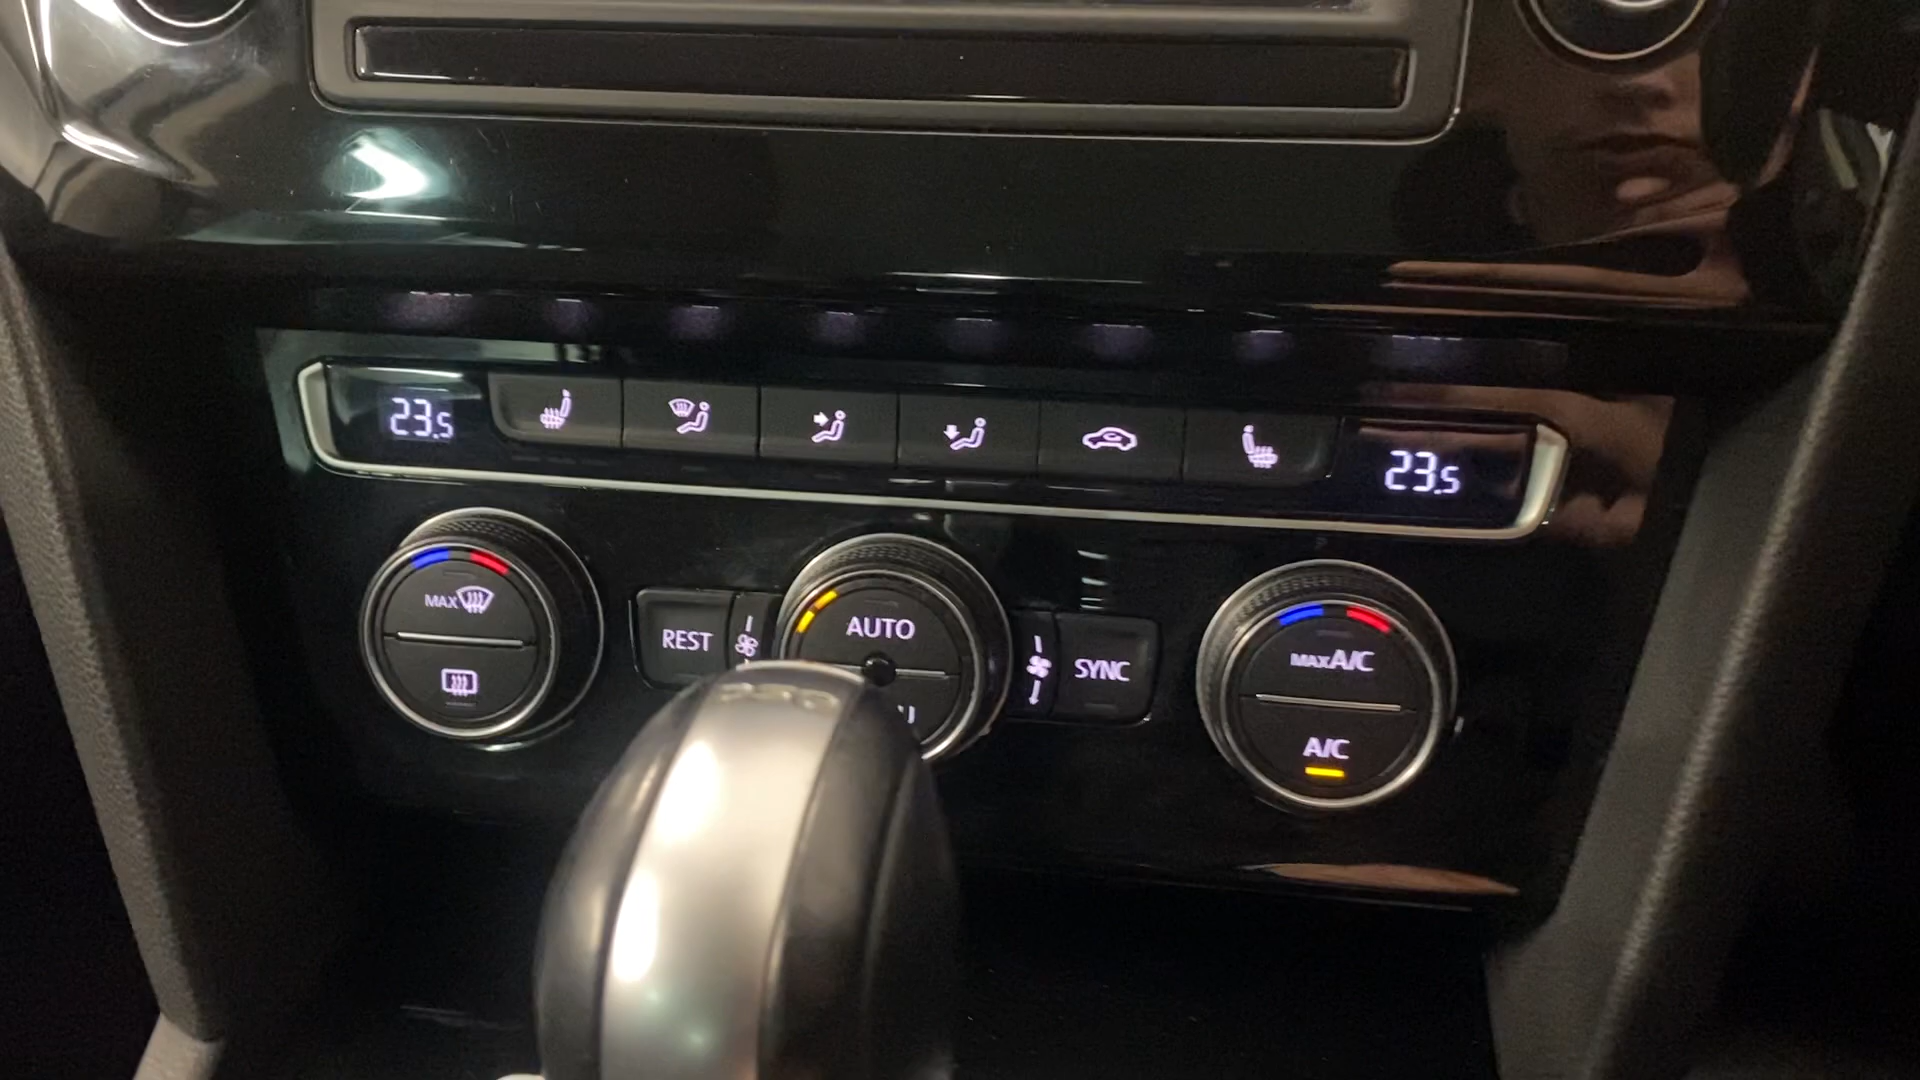 23.5
23.5
MAX
REST
AUTO
SYNC
MAX A/C
A/C